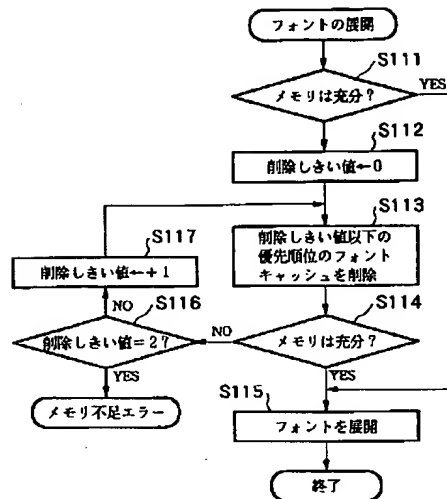 フォントの展開
S111
メモリは充分?
YES
S112
削除しきい値←0
S113
削除しきい値以下の
優先順位のフォント
キャッシュを削除
S117
削除しきい値←+1
S116
NO
削除しきい値=2?
NO
S114
メモリは充分?
YES
メモリ不足エラー
YES
S115
フォントを展開
終了